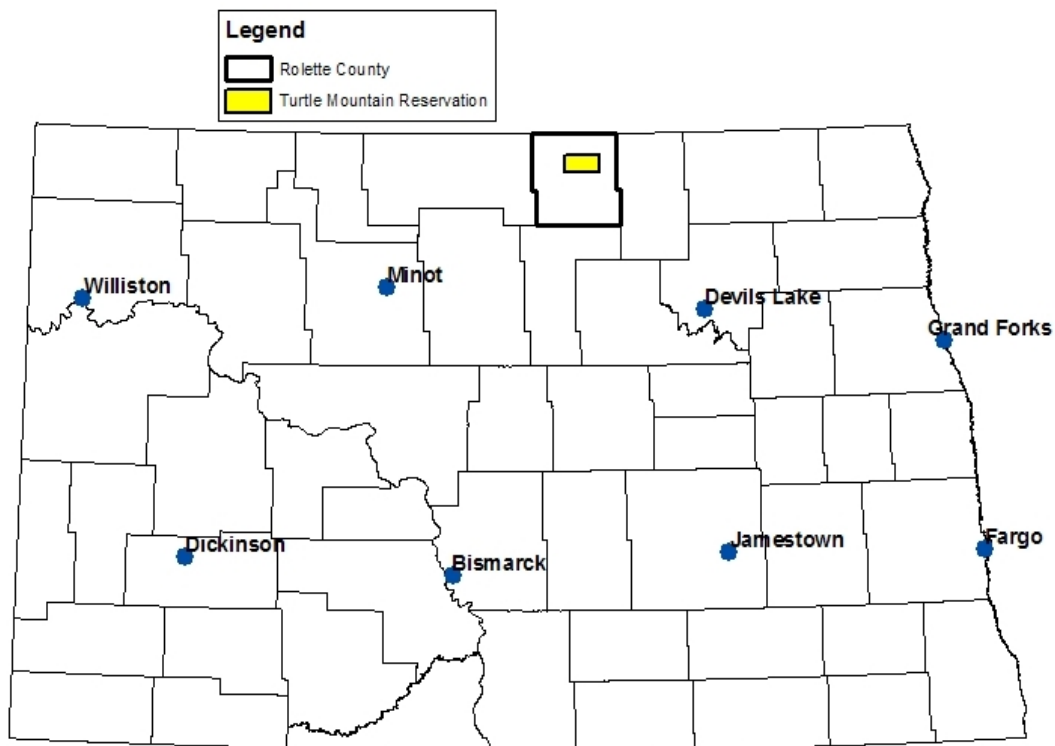 Legend
Rolette County
Turtle Mountain Reservation
Williston
Minot
Devils Lake
Grand Forks
Dickinson
Bismarck
Jamestown
Fargo